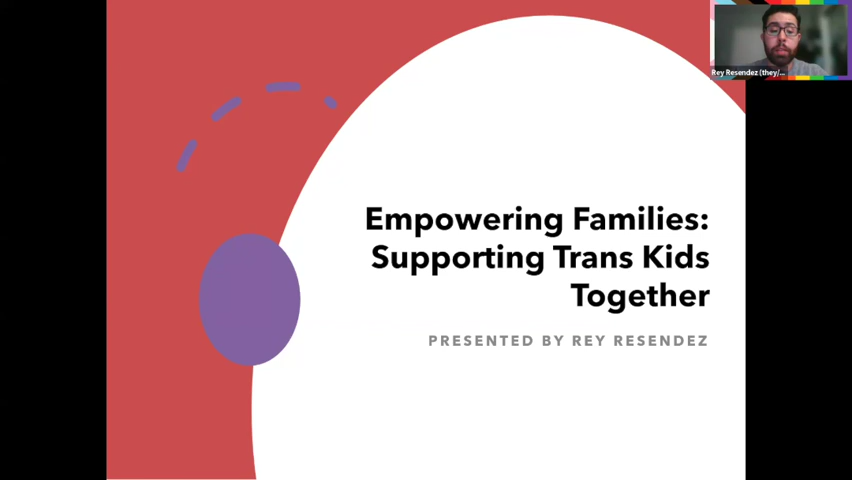 Rey Resendez (they/...
Empowering Families:
Supporting Trans Kids
Together
PRESENTED BY REY RESENDEZ